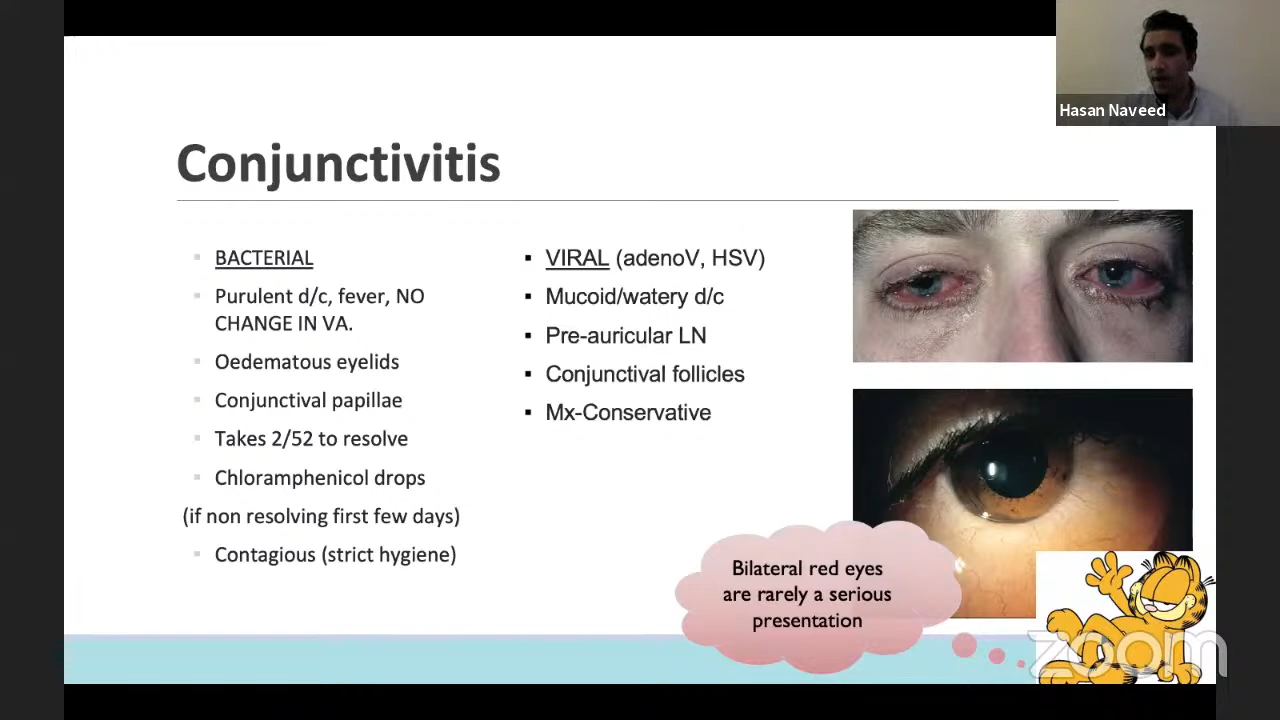 Hasan Naveed
Conjunctivitis
BACTERIAL
Purulent d/c, fever, NO
CHANGE IN VA.
Oedematous eyelids
Conjunctival papillae
Takes 2/52 to resolve
Chloramphenicol drops
(if non resolving first few days)
Contagious (strict hygiene)
VIRAL (adenoV, HSV)
Mucoid/watery d/c
Pre-auricular LN
Conjunctival follicles
Mx-Conservative
Bilateral red eyes
are rarely a serious
presentation
zoom